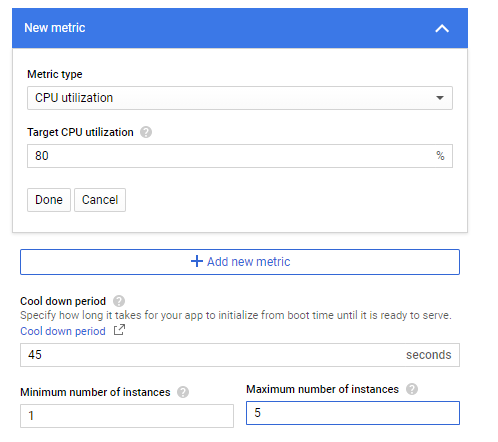 New metric
Metric type
CPU utilization
Target CPU utilization ?
80 %
Done Cancel
+ Add new metric
Cool down period ?
Specify how long it takes for your app to initialize from boot time until it is ready to serve.
Cool down period
45 seconds
Minimum number of instances ? Maximum number of instances ?
1 5